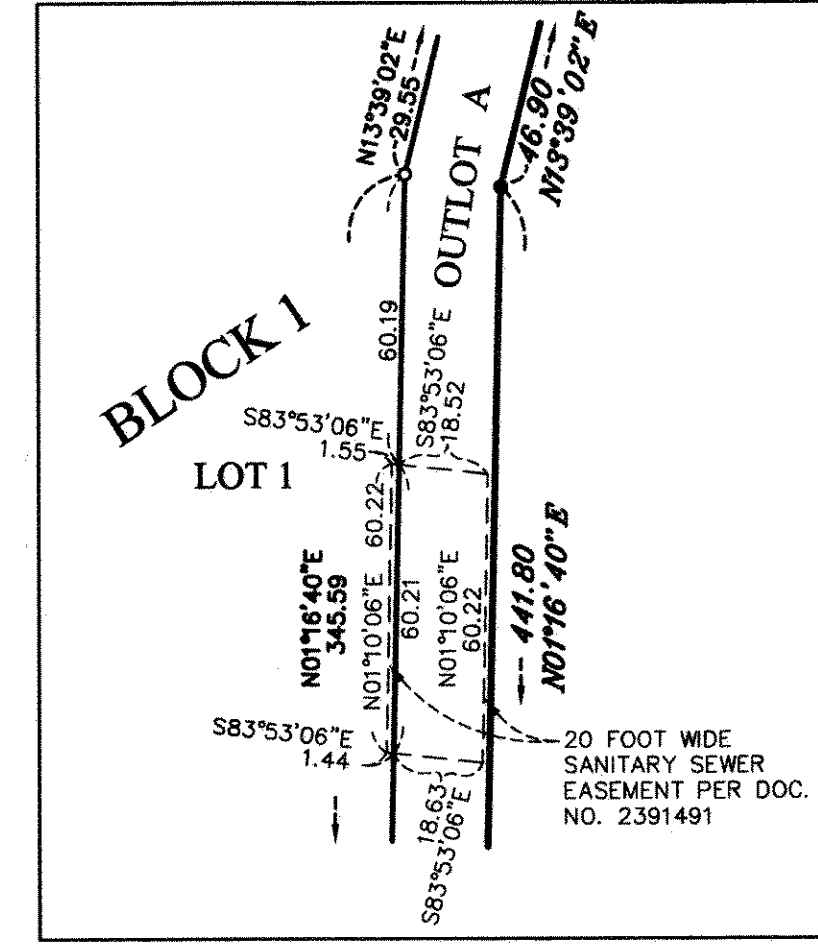 N13°39'02"E
29.55
46.90
N13°39'02"E
OUTLOT A
BLOCK 1
60.19
S83°53'06"E
18.52
S83°53'06"E
1.55
LOT 1
60.22
N01°10'06"E
N01°16'40"E
345.59
60.21
N01°10'06"E
60.22
441.80
N01°16'40"E
S83°53'06"E
1.44
18.63
S83°53'06"E
20 FOOT WIDE
SANITARY SEWER
EASEMENT PER DOC.
NO. 2391491